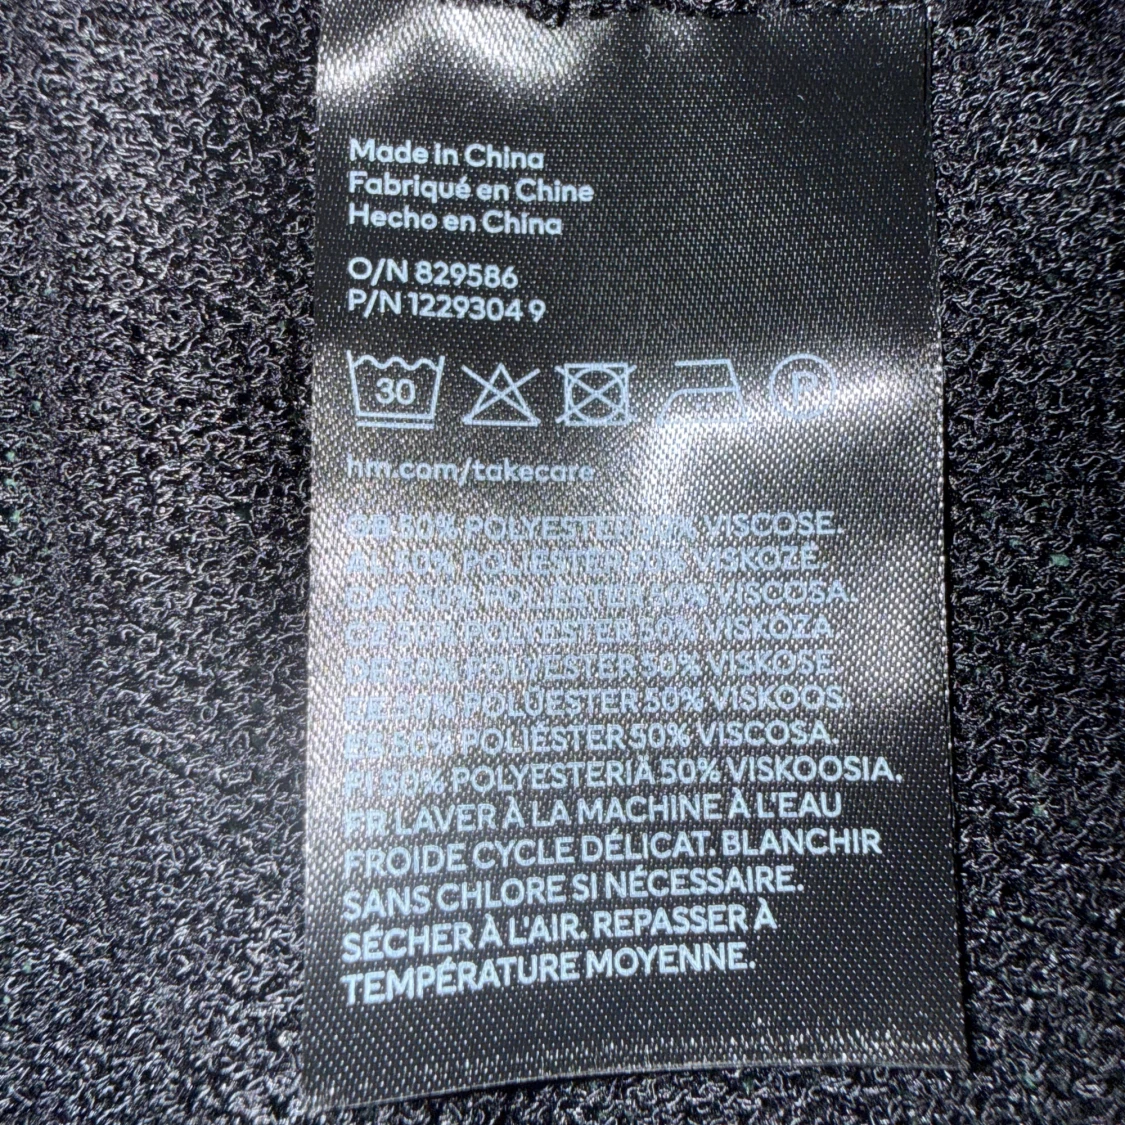 Made in China
Fabriqué en Chine
Hecho en China
O/N 829586
P/N 12293049
30
P
hm.com/takecare
GB 50% POLYESTER 50% VISCOSE.
AL 50% POLIESTER 50% VISKOZË
CAT 50% POLIÈSTER 50% VISCOSA.
CZ 50% POLYESTER 50% VISKÓZA
DE 50% POLYESTER 50% VISKOSE.
EE 50% POLÜESTER 50% VISKOOS.
ES 50% POLIÉSTER 50% VISCOSA.
FI 50% POLYESTERIÄ 50% VISKOOSIA.
FR LAVER À LA MACHINE À L'EAU
FROIDE CYCLE DÉLICAT. BLANCHIR
SANS CHLORE SI NÉCESSAIRE.
SÉCHER À L'AIR. REPASSER À
TEMPÉRATURE MOYENNE.